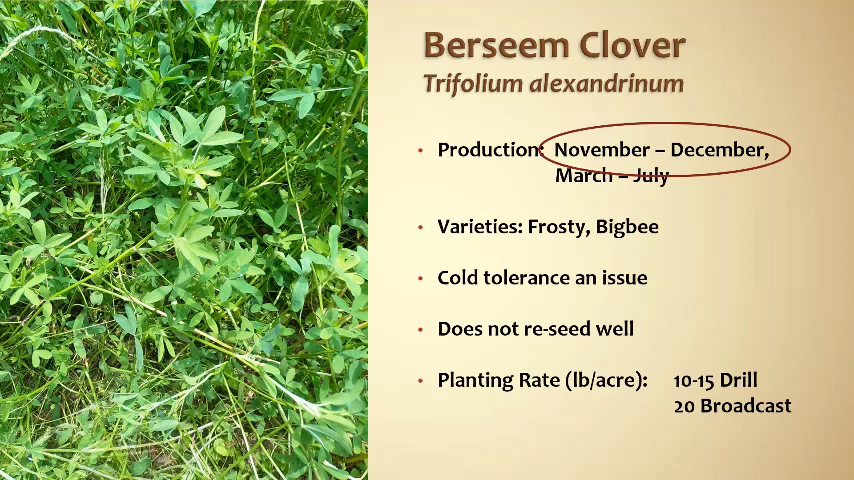 Berseem Clover
Trifolium alexandrinum
• Production: November – December,
March – July
• Varieties: Frosty, Bigbee
• Cold tolerance an issue
• Does not re-seed well
• Planting Rate (lb/acre): 10-15 Drill
20 Broadcast